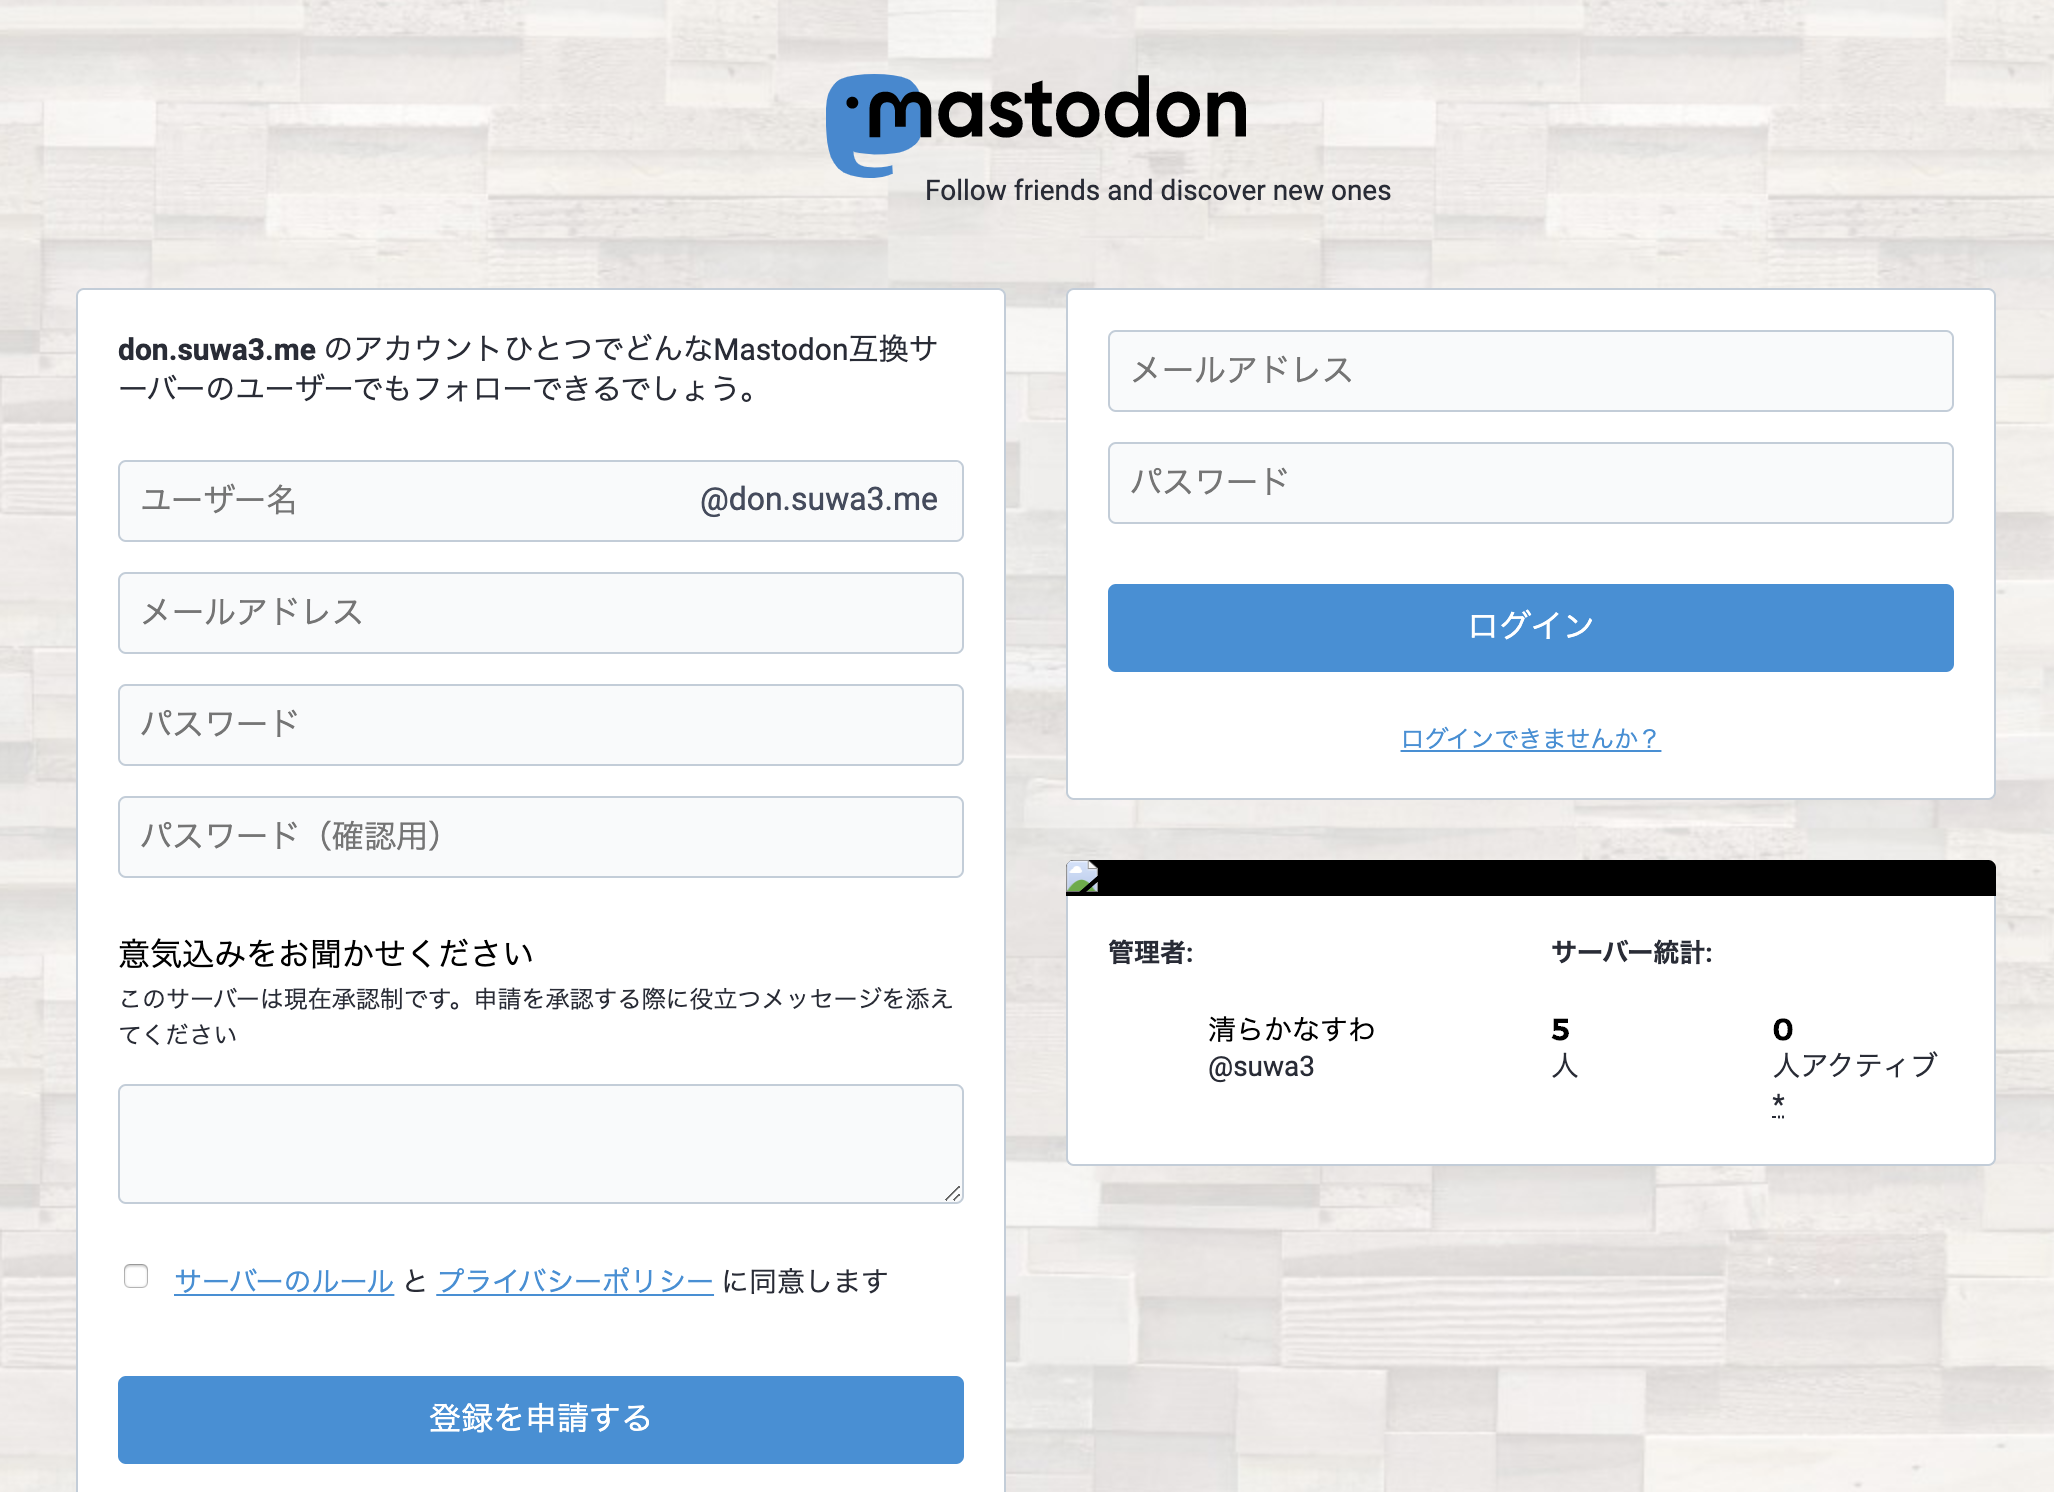 mastodon
Follow friends and discover new ones
don.suwa3.me のアカウントひとつでどんなMastodon互換サ
ーバーのユーザーでもフォローできるでしょう。
ユーザー名 @don.suwa3.me
メールアドレス
パスワード
パスワード（確認用）
意気込みをお聞かせください
このサーバーは現在承認制です。申請を承認する際に役立つメッセージを添え
てください
サーバーのルール と プライバシーポリシー に同意します
登録を申請する
メールアドレス
パスワード
ログイン
ログインできませんか？
管理者:
清らかなすわ
@suwa3
サーバー統計:
5
人
0
人アクティブ
*